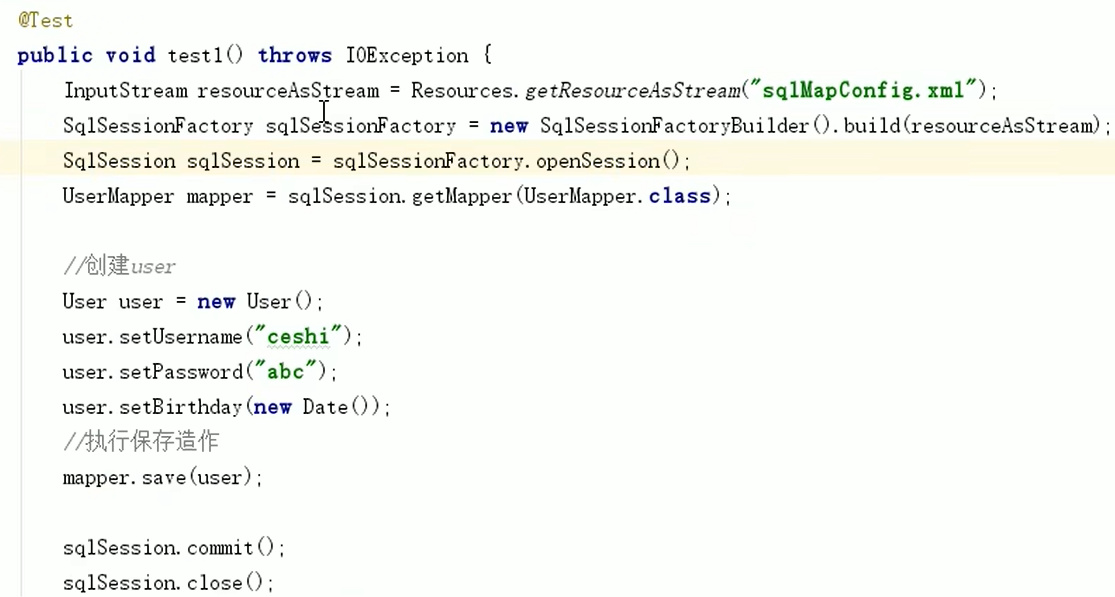 @Test
public void test1() throws IOException {
InputStream resourceAsStream = Resources.getResourceAsStream("sqlMapConfig.xml");
SqlSessionFactory sqlSessionFactory = new SqlSessionFactoryBuilder().build(resourceAsStream);
SqlSession sqlSession = sqlSessionFactory.openSession();
UserMapper mapper = sqlSession.getMapper(UserMapper.class);
//创建user
User user = new User();
user.setUsername("ceshi");
user.setPassword("abc");
user.setBirthday(new Date());
//执行保存造作
mapper.save(user);
sqlSession.commit();
sqlSession.close();